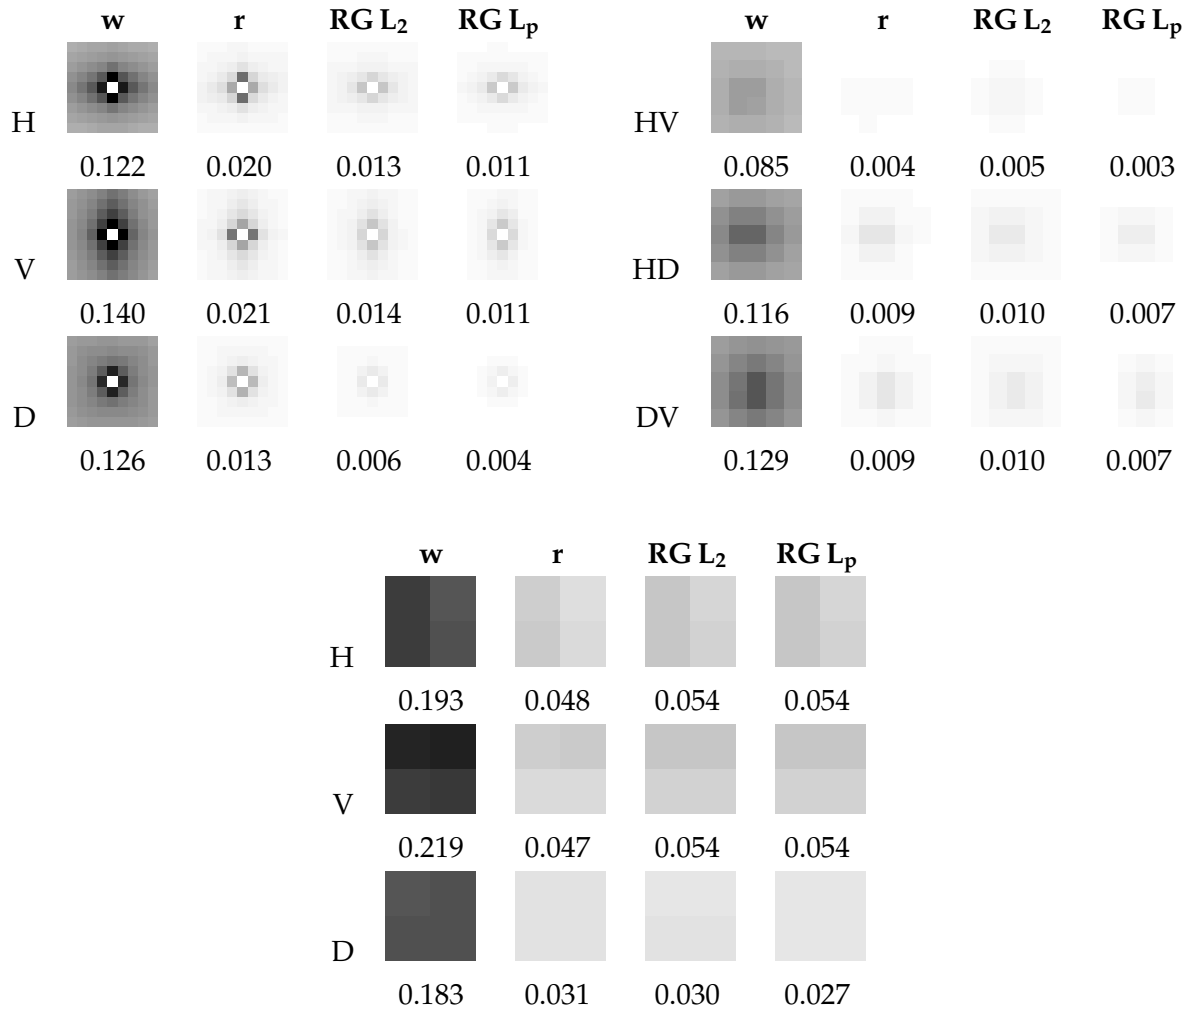 w r RG L2 RG Lp
H
0.122 0.020 0.013 0.011
V
0.140 0.021 0.014 0.011
D
0.126 0.013 0.006 0.004
w r RG L2 RG Lp
HV
0.085 0.004 0.005 0.003
HD
0.116 0.009 0.010 0.007
DV
0.129 0.009 0.010 0.007
w r RG L2 RG Lp
H
0.193 0.048 0.054 0.054
V
0.219 0.047 0.054 0.054
D
0.183 0.031 0.030 0.027